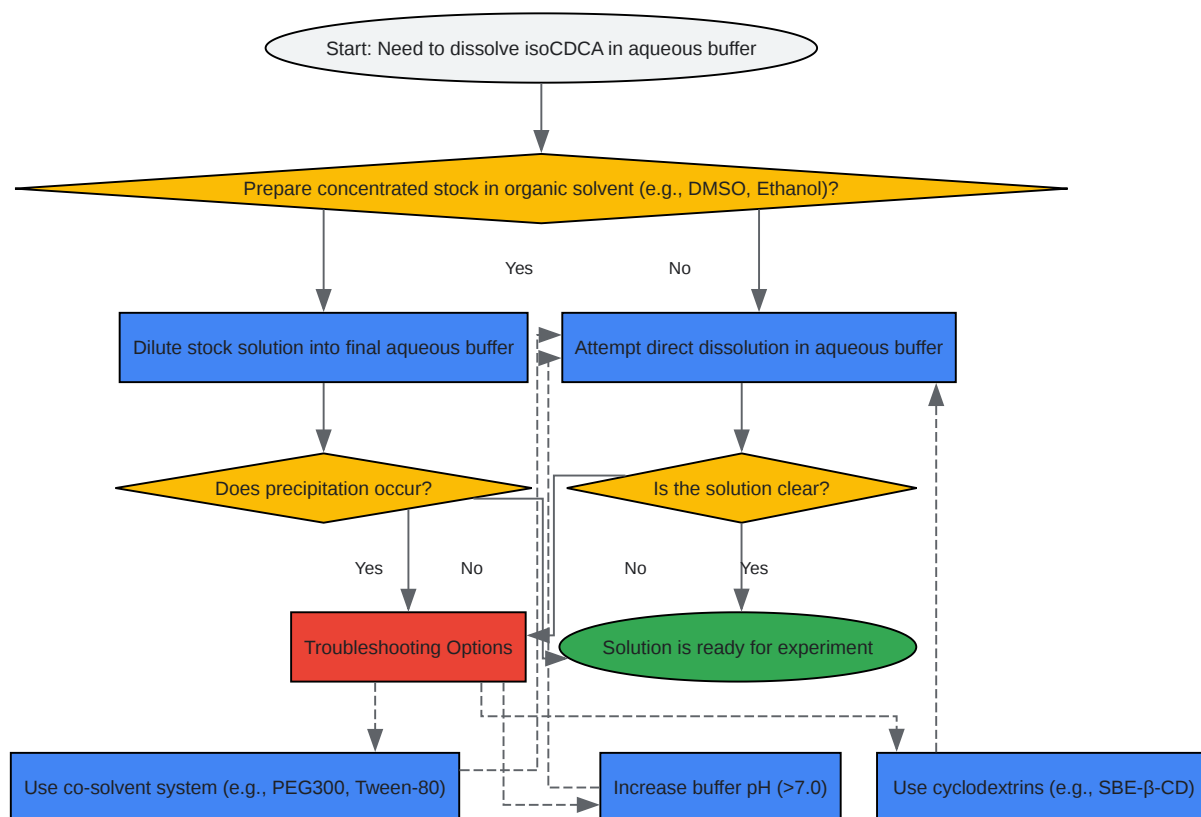 Start: Need to dissolve isoCDCA in aqueous buffer
Prepare concentrated stock in organic solvent (e.g., DMSO, Ethanol)?
Yes
No
Dilute stock solution into final aqueous buffer
Attempt direct dissolution in aqueous buffer
Does precipitation occur?
Is the solution clear?
Yes
No
No
Yes
Troubleshooting Options
Solution is ready for experiment
Use co-solvent system (e.g., PEG300, Tween-80)
Increase buffer pH (>7.0)
Use cyclodextrins (e.g., SBE-β-CD)